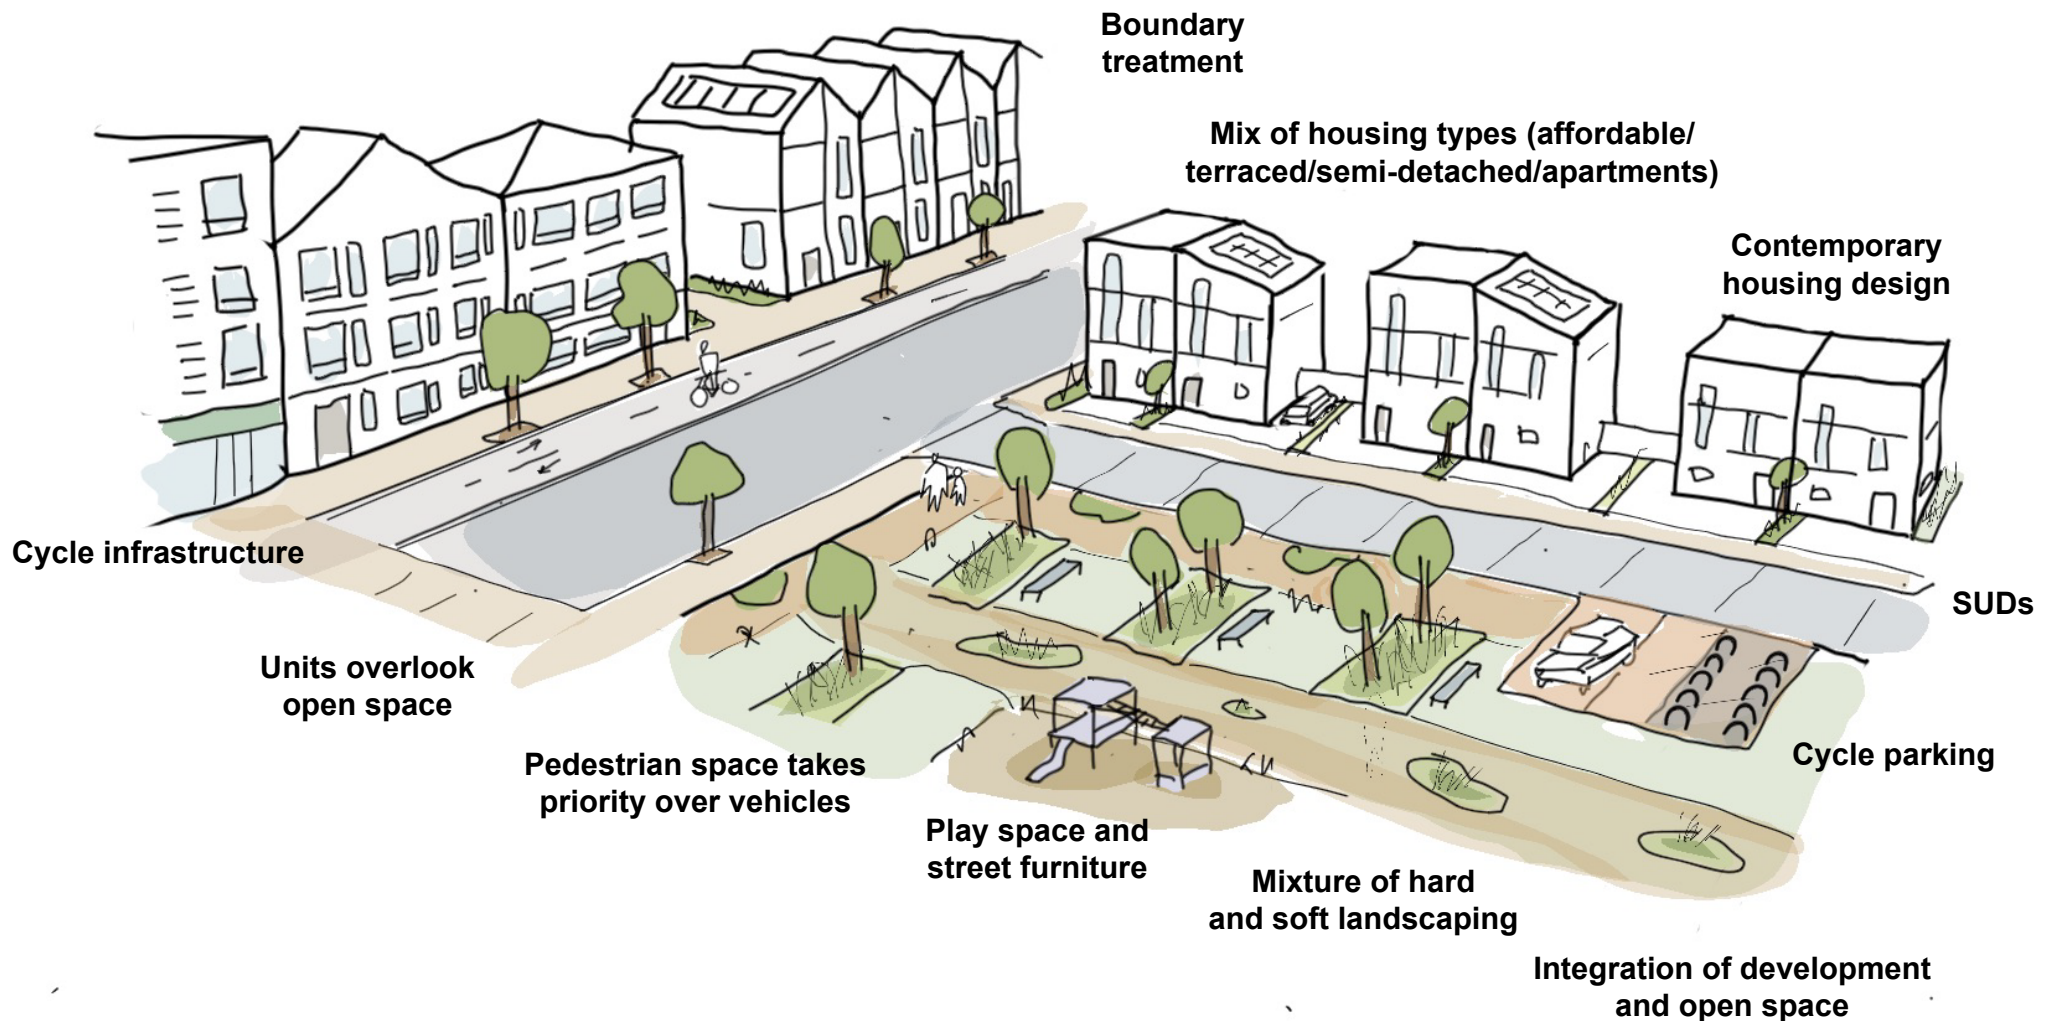 Boundary
treatment
Mix of housing types (affordable/
terraced/semi-detached/apartments)
Contemporary
housing design
Cycle infrastructure
SUDs
Units overlook
open space
Pedestrian space takes
priority over vehicles
Cycle parking
Play space and
street furniture
Mixture of hard
and soft landscaping
Integration of development
and open space